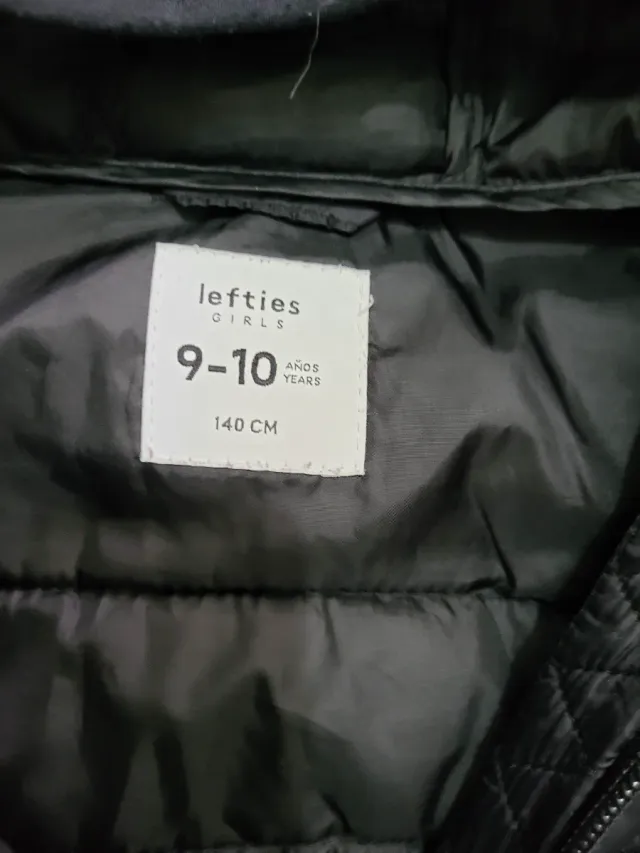 lefties
GIRLS
9-10 AÑOS
YEARS
140 CM